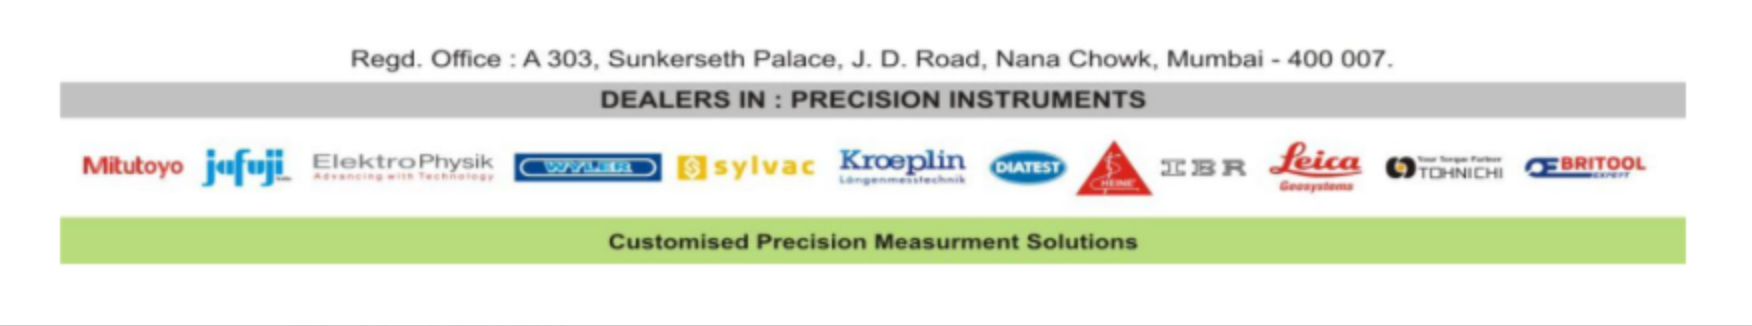 Regd. Office : A 303, Sunkerseth Palace, J. D. Road, Nana Chowk, Mumbai - 400 007.
DEALERS IN : PRECISION INSTRUMENTS
Mitutoyo jafuji ElektroPhysik WYLER sylvac Kroeplin DIATEST HEINE IBR Leica Your Torque Partner TOHNICHI BRITOOL
Advancing with Technology Längenmesstechnik Geosystems EXPERT
Customised Precision Measurment Solutions